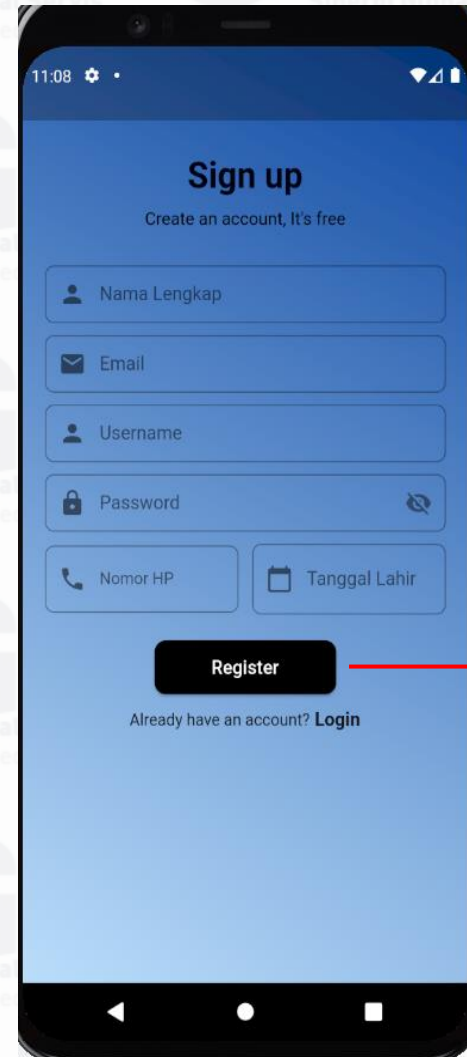 11:08
Sign up
Create an account, It's free
Nama Lengkap
Email
Username
Password
Nomor HP
Tanggal Lahir
Register
Already have an account? Login